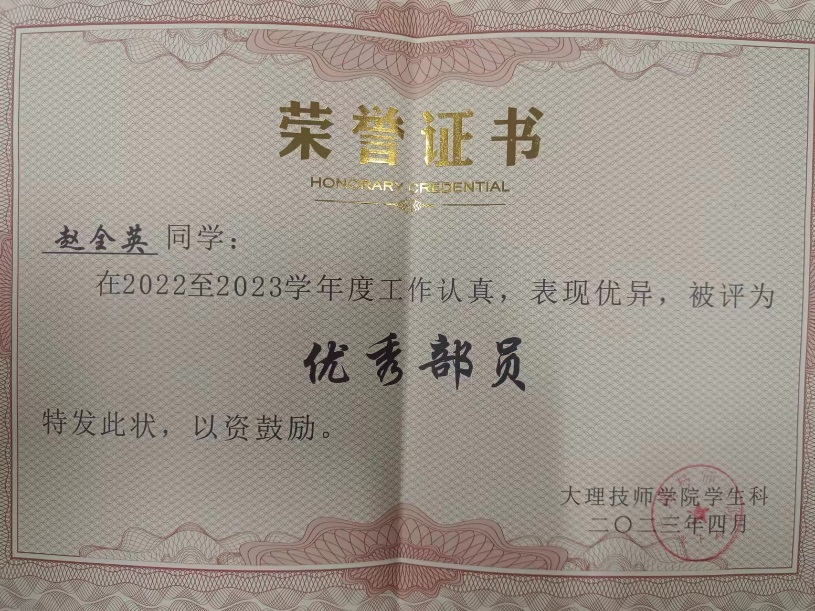 荣誉证书
HONORARY CREDENTIAL
赵全英 同学：
在2022至2023学年度工作认真，表现优异，被评为
优秀部员
特发此状，以资鼓励。
大理技师学院学生科
二〇二三年四月